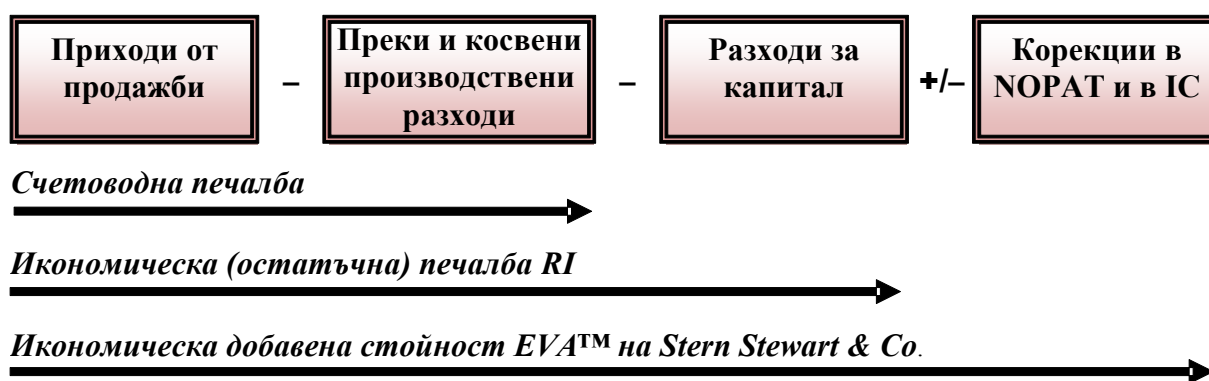 Приходи от
продажби
–
Преки и косвени
производствени
разходи
–
Разходи за
капитал
+/–
Корекции в
NOPAT и в IC
Счетоводна печалба
Икономическа (остатъчна) печалба RI
Икономическа добавена стойност EVA™ на Stern Stewart & Co.